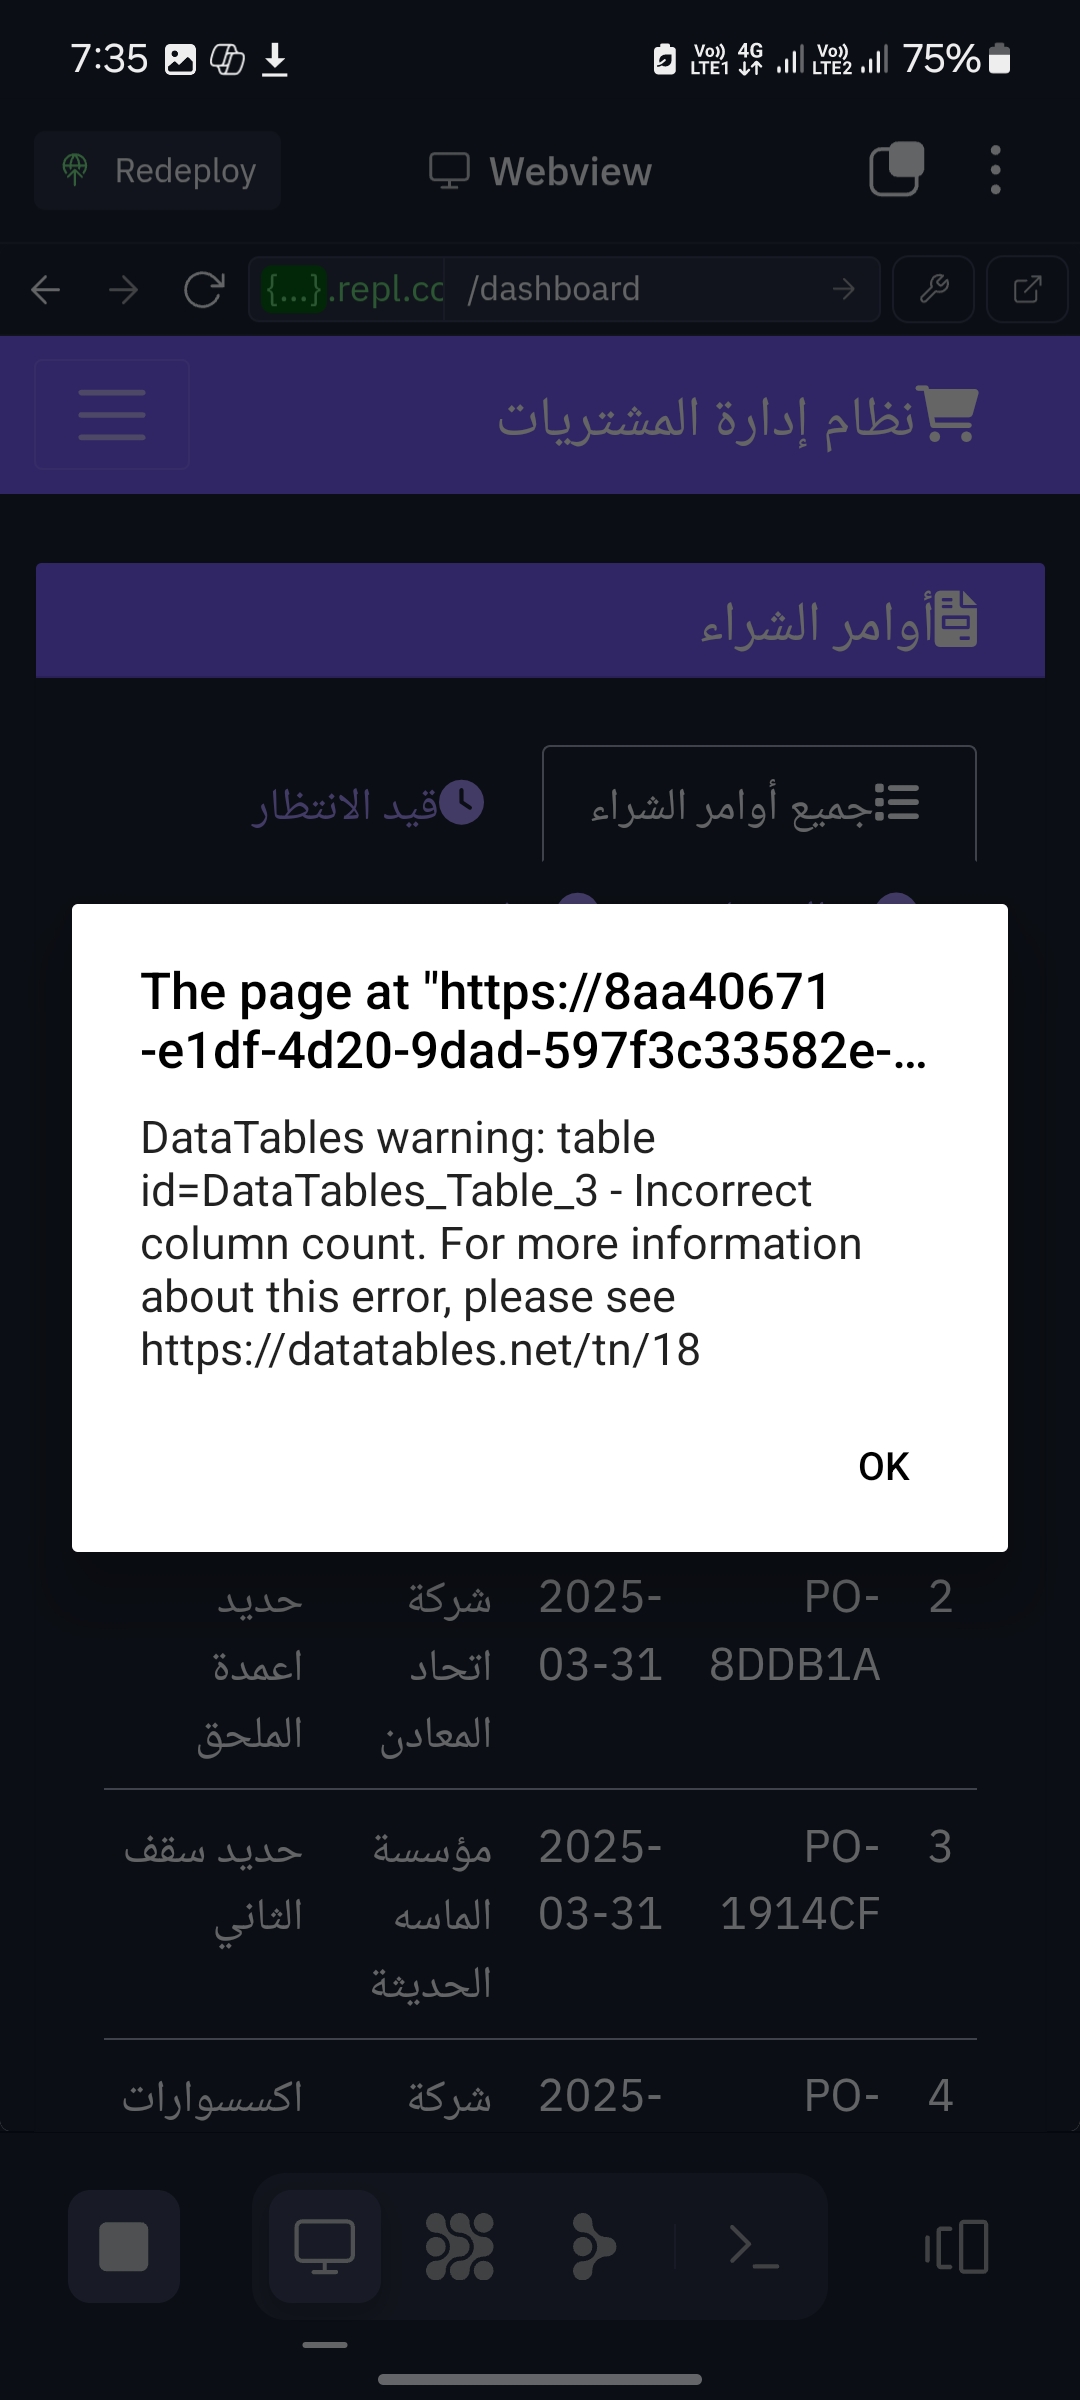 7:35
Vo)) LTE1 4G Vo)) LTE2 75%
Redeploy
Webview
{...}.repl.co /dashboard
نظام إدارة المشتريات
أوامر الشراء
جميع أوامر الشراء
قيد الانتظار
The page at "https://8aa40671
-e1df-4d20-9dad-597f3c33582e-...
DataTables warning: table
id=DataTables_Table_3 - Incorrect
column count. For more information
about this error, please see
https://datatables.net/tn/18
OK
2 PO- 2025- شركة حديد
8DDB1A 03-31 اتحاد اعمدة
المعادن الملحق
3 PO- 2025- مؤسسة حديد سقف
1914CF 03-31 الماسه الثاني
الحديثة
4 PO- 2025- شركة اكسسوارات